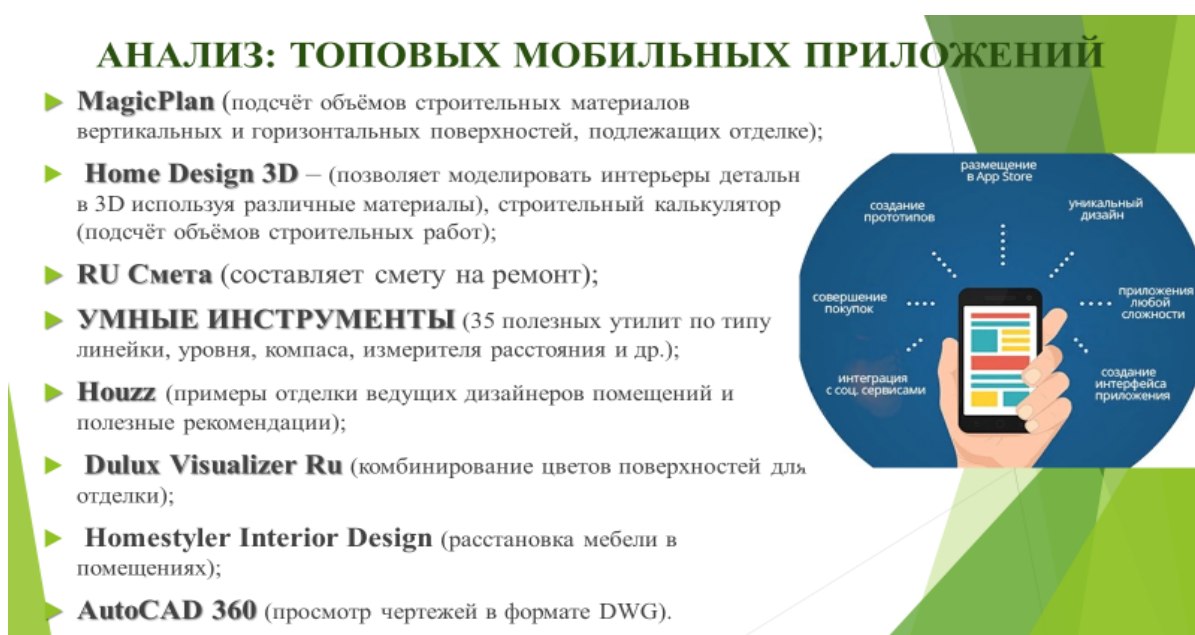 АНАЛИЗ: ТОПОВЫХ МОБИЛЬНЫХ ПРИЛОЖЕНИЙ
MagicPlan (подсчёт объёмов строительных материалов
вертикальных и горизонтальных поверхностей, подлежащих отделке);
Home Design 3D – (позволяет моделировать интерьеры детальн
в 3D используя различные материалы), строительный калькулятор
(подсчёт объёмов строительных работ);
RU Смета (составляет смету на ремонт);
УМНЫЕ ИНСТРУМЕНТЫ (35 полезных утилит по типу
линейки, уровня, компаса, измерителя расстояния и др.);
Houzz (примеры отделки ведущих дизайнеров помещений и
полезные рекомендации);
Dulux Visualizer Ru (комбинирование цветов поверхностей для
отделки);
Homestyler Interior Design (расстановка мебели в
помещениях);
AutoCAD 360 (просмотр чертежей в формате DWG).
размещение
в App Store
создание
прототипов
уникальный
дизайн
совершение
покупок
приложения
любой
сложности
интеграция
с соц. сервисами
создание
интерфейса
приложения